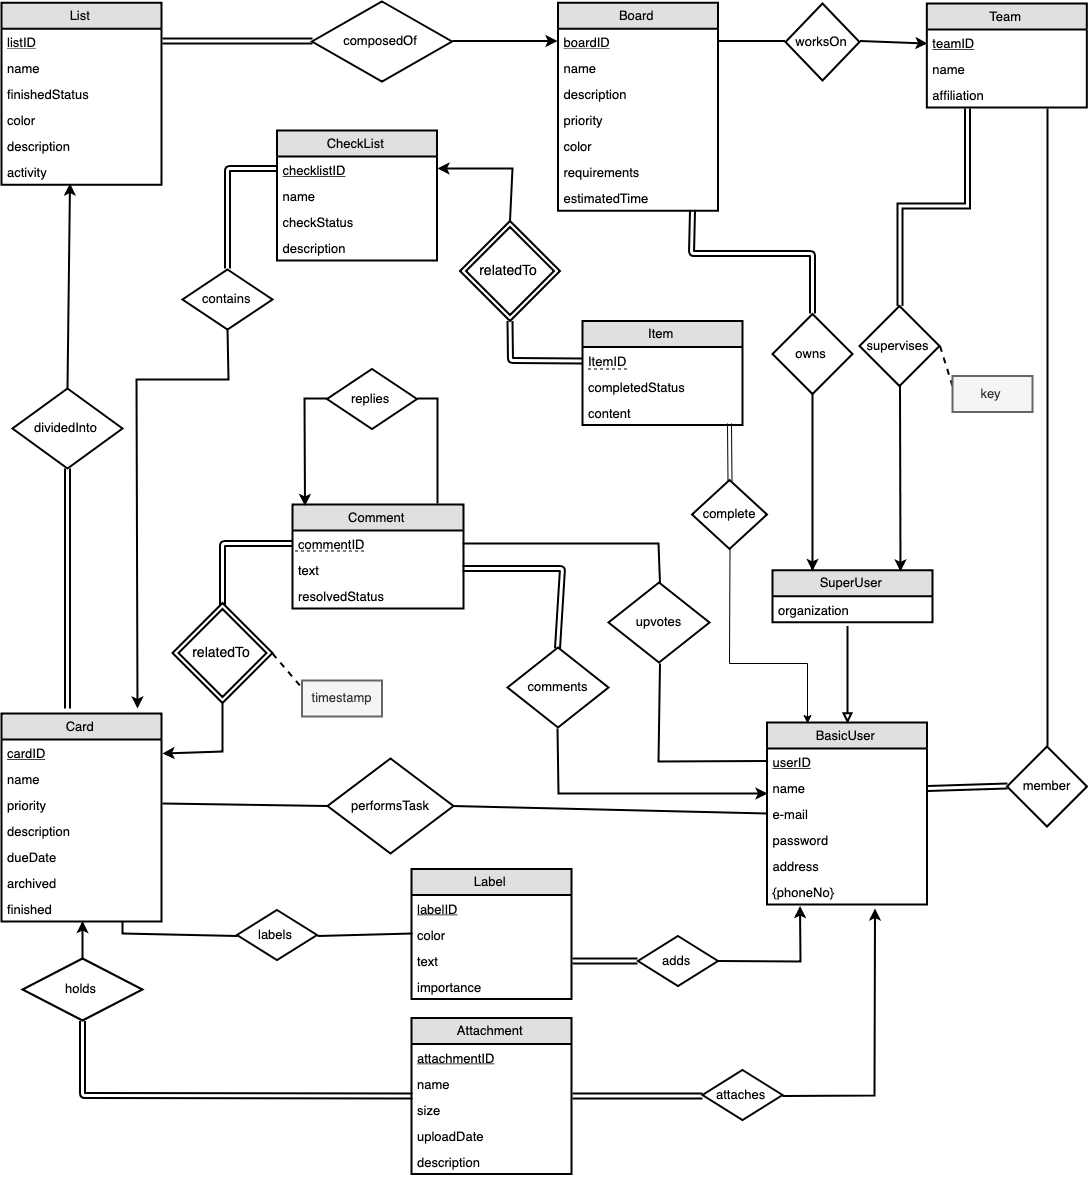 List
listID
name
finishedStatus
color
description
activity
composedOf
Board
boardID
name
description
priority
color
requirements
estimatedTime
worksOn
Team
teamID
name
affiliation
CheckList
checklistID
name
checkStatus
description
relatedTo
contains
Item
ItemID
completedStatus
content
owns
supervises
key
replies
dividedInto
Comment
commentID
text
resolvedStatus
complete
SuperUser
organization
upvotes
relatedTo
timestamp
comments
Card
cardID
name
priority
description
dueDate
archived
finished
performsTask
BasicUser
userID
name
e-mail
password
address
{phoneNo}
member
Label
labelID
color
text
importance
labels
adds
holds
Attachment
attachmentID
name
size
uploadDate
description
attaches